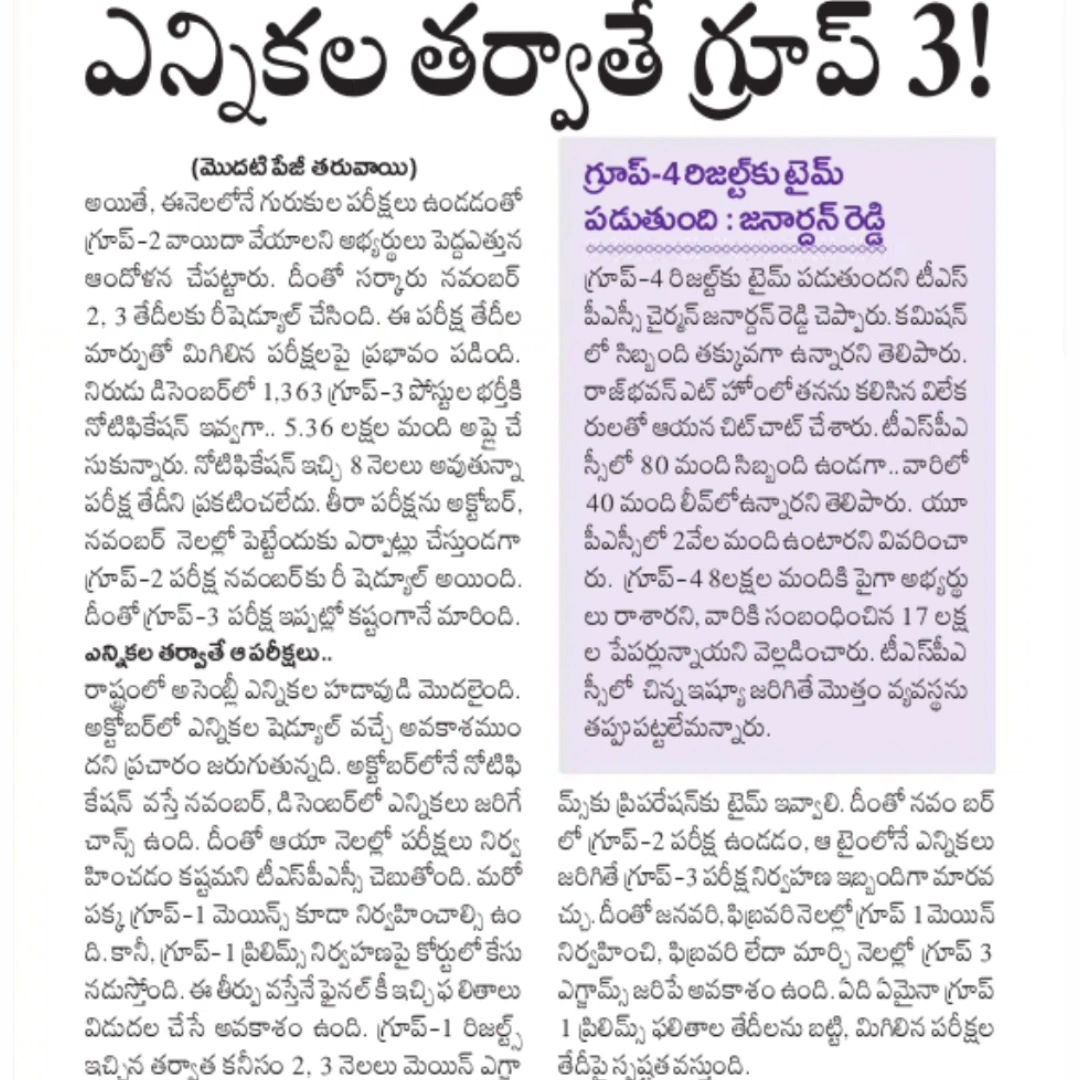 ఎన్నికల తర్వాతే గ్రూప్ 3!
(మొదటి పేజీ తరువాయి)
అయితే, ఈనెలలోనే గురుకుల పరీక్షలు ఉండడంతో
గ్రూప్-2 వాయిదా వేయాలని అభ్యర్థులు పెద్దఎత్తున
ఆందోళన చేపట్టారు. దీంతో సర్కారు నవంబర్
2, 3 తేదీలకు రీషెడ్యూల్ చేసింది. ఈ పరీక్ష తేదీల
మార్పుతో మిగిలిన పరీక్షలపై ప్రభావం పడింది.
నిరుడు డిసెంబర్‌లో 1,363 గ్రూప్-3 పోస్టుల భర్తీకి
నోటిఫికేషన్ ఇవ్వగా.. 5.36 లక్షల మంది అప్లై చే
సుకున్నారు. నోటిఫికేషన్ ఇచ్చి 8 నెలలు అవుతున్నా
పరీక్ష తేదీని ప్రకటించలేదు. తీరా పరీక్షను అక్టోబర్,
నవంబర్ నెలల్లో పెట్టేందుకు ఎర్పాట్లు చేస్తుండగా
గ్రూప్-2 పరీక్ష నవంబర్‌కు రీ షెడ్యూల్ అయింది.
దీంతో గ్రూప్-3 పరీక్ష ఇప్పట్లో కష్టంగానే మారింది.
ఎన్నికల తర్వాతే ఆ పరీక్షలు..
రాష్ట్రంలో అసెంబ్లీ ఎన్నికల హడావుడి మొదలైంది.
అక్టోబర్‌లో ఎన్నికల షెడ్యూల్ వచ్చే అవకాశముం
దని ప్రచారం జరుగుతున్నది. అక్టోబర్‌లోనే నోటిఫి
కేషన్ వస్తే నవంబర్, డిసెంబర్‌లో ఎన్నికలు జరిగే
చాన్స్ ఉంది. దీంతో ఆయా నెలల్లో పరీక్షలు నిర్వ
హించడం కష్టమని టీఎస్‌పీఎస్సీ చెబుతోంది. మరో
పక్క గ్రూప్-1 మెయిన్స్ కూడా నిర్వహించాల్సి ఉం
ది. కానీ, గ్రూప్-1 ప్రిలిమ్స్ నిర్వహణపై కోర్టులో కేసు
నడుస్తోంది. ఈ తీర్పు వస్తేనే ఫైనల్ కీ ఇచ్చి ఫలితాలు
విడుదల చేసే అవకాశం ఉంది. గ్రూప్-1 రిజల్ట్స్
ఇచ్చిన తర్వాత కనీసం 2, 3 నెలలు మెయిన్ ఎగ్జా
గ్రూప్-4 రిజల్ట్‌కు టైమ్
పడుతుంది : జనార్దన్ రెడ్డి
గ్రూప్-4 రిజల్ట్‌కు టైమ్ పడుతుందని టీఎస్
పీఎస్సీ చైర్మన్ జనార్దన్ రెడ్డి చెప్పారు. కమిషన్
లో సిబ్బంది తక్కువగా ఉన్నారని తెలిపారు.
రాజ్‌భవన్ ఎట్ హోంలో తనను కలిసిన విలేక
రులతో ఆయన చిట్‌చాట్ చేశారు. టీఎస్‌పీఎ
స్సీలో 80 మంది సిబ్బంది ఉండగా.. వారిలో
40 మంది లీవ్‌లో ఉన్నారని తెలిపారు. యూ
పీఎస్సీలో 2వేల మంది ఉంటారని వివరించా
రు. గ్రూప్-4 8లక్షల మందికి పైగా అభ్యర్థు
లు రాశారని, వారికి సంబంధించిన 17 లక్ష
ల పేపర్లున్నాయని వెల్లడించారు. టీఎస్‌పీఎ
స్సీలో చిన్న ఇష్యూ జరిగితే మొత్తం వ్యవస్థను
తప్పుపట్టలేమన్నారు.
మ్స్‌కు ప్రిపరేషన్‌కు టైమ్ ఇవ్వాలి. దీంతో నవం బర్
లో గ్రూప్-2 పరీక్ష ఉండడం, ఆ టైంలోనే ఎన్నికలు
జరిగితే గ్రూప్-3 పరీక్ష నిర్వహణ ఇబ్బందిగా మారవ
చ్చు. దీంతో జనవరి, ఫిబ్రవరి నెలల్లో గ్రూప్ 1 మెయిన్
నిర్వహించి, ఫిబ్రవరి లేదా మార్చి నెలల్లో గ్రూప్ 3
ఎగ్జామ్స్ జరిపే అవకాశం ఉంది. ఏది ఏమైనా గ్రూప్
1 ప్రిలిమ్స్ ఫలితాల తేదీలను బట్టి, మిగిలిన పరీక్షల
తేదీపై స్పష్టత వస్తుంది.